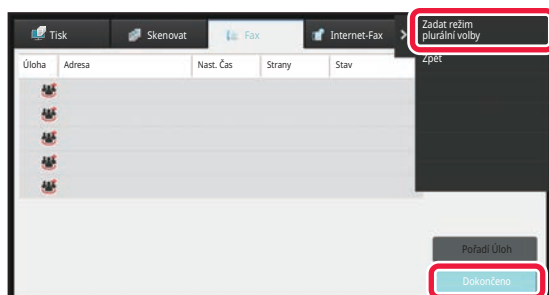 Tisk
Skenovat
Fax
Internet-Fax
Zadat režim
plurální volby
Zpět
Úloha
Adresa
Nast. Čas
Strany
Stav
Pořadí Úloh
Dokončeno